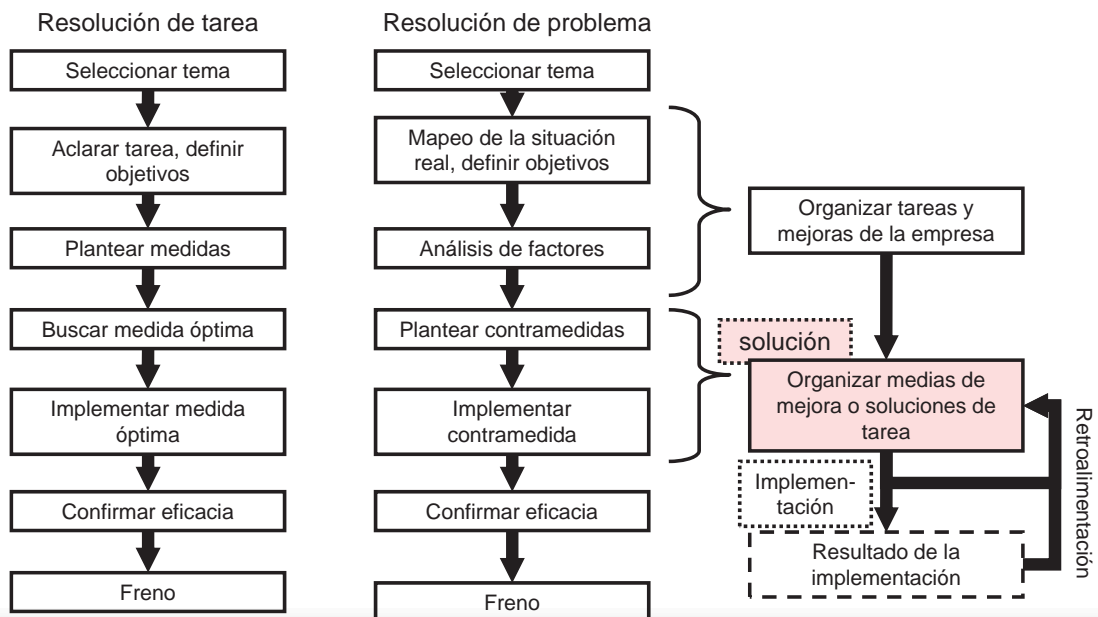 Resolución de tarea
Seleccionar tema
Aclarar tarea, definir
objetivos
Plantear medidas
Buscar medida óptima
Implementar medida
óptima
Confirmar eficacia
Freno
Resolución de problema
Seleccionar tema
Mapeo de la situación
real, definir objetivos
Análisis de factores
Plantear contramedidas
Implementar
contramedida
Confirmar eficacia
Freno
Organizar tareas y
mejoras de la empresa
solución
Organizar medias de
mejora o soluciones de
tarea
Implemen-
tación
Resultado de la
implementación
Retroalimentación